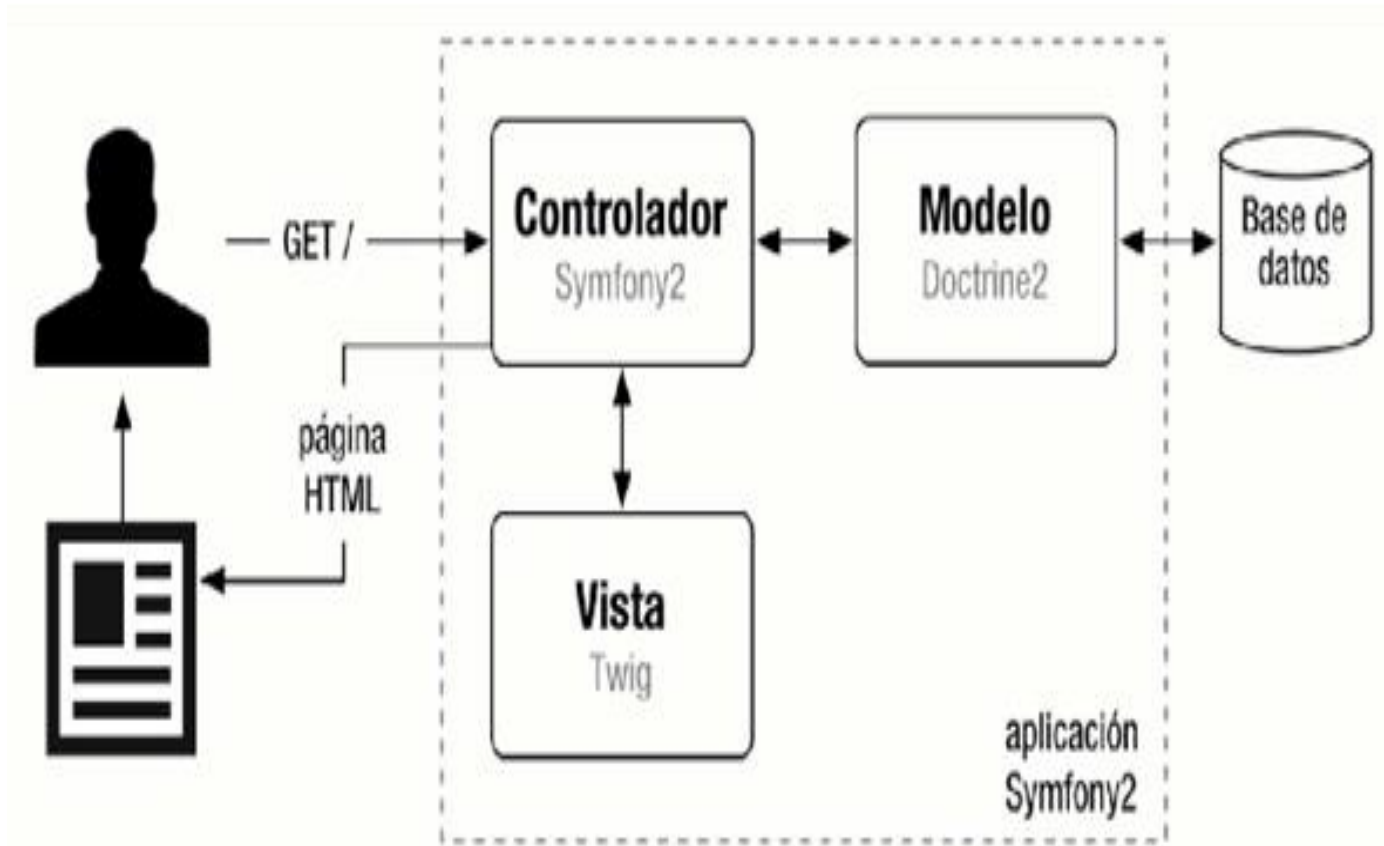 GET /
Controlador
Symfony2
Modelo
Doctrine2
Base de
datos
página
HTML
Vista
Twig
aplicación
Symfony2